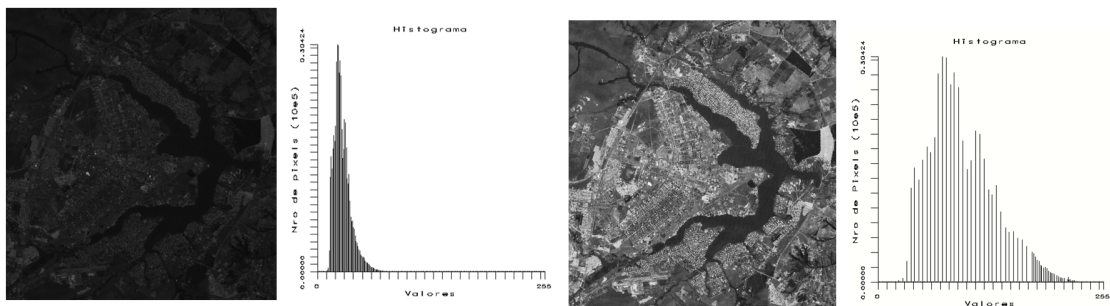 Histograma
0.30424
Nro de pixels (10e5)
0.00000
0
255
Valores
Histograma
0.30424
Nro de Pixels (10e5)
0.00000
0
255
Valores